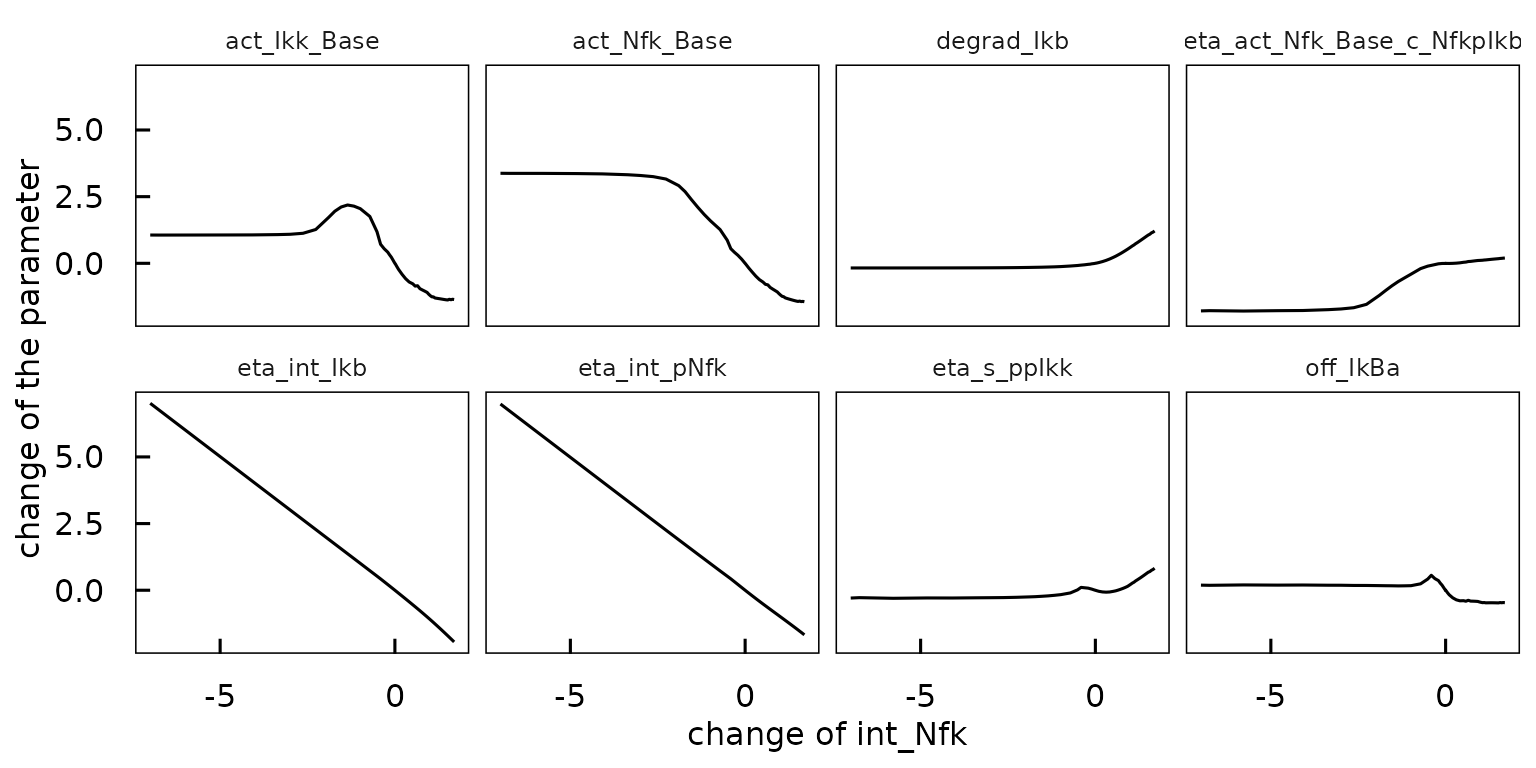 act_Ikk_Base
act_Nfk_Base
degrad_Ikb
eta_act_Nfk_Base_c_NfkpIkb
5.0
2.5
0.0
change of the parameter
eta_int_Ikb
eta_int_pNfk
eta_s_ppIkk
off_IkBa
5.0
2.5
0.0
-5 0 -5 0 -5 0 -5 0
change of int_Nfk